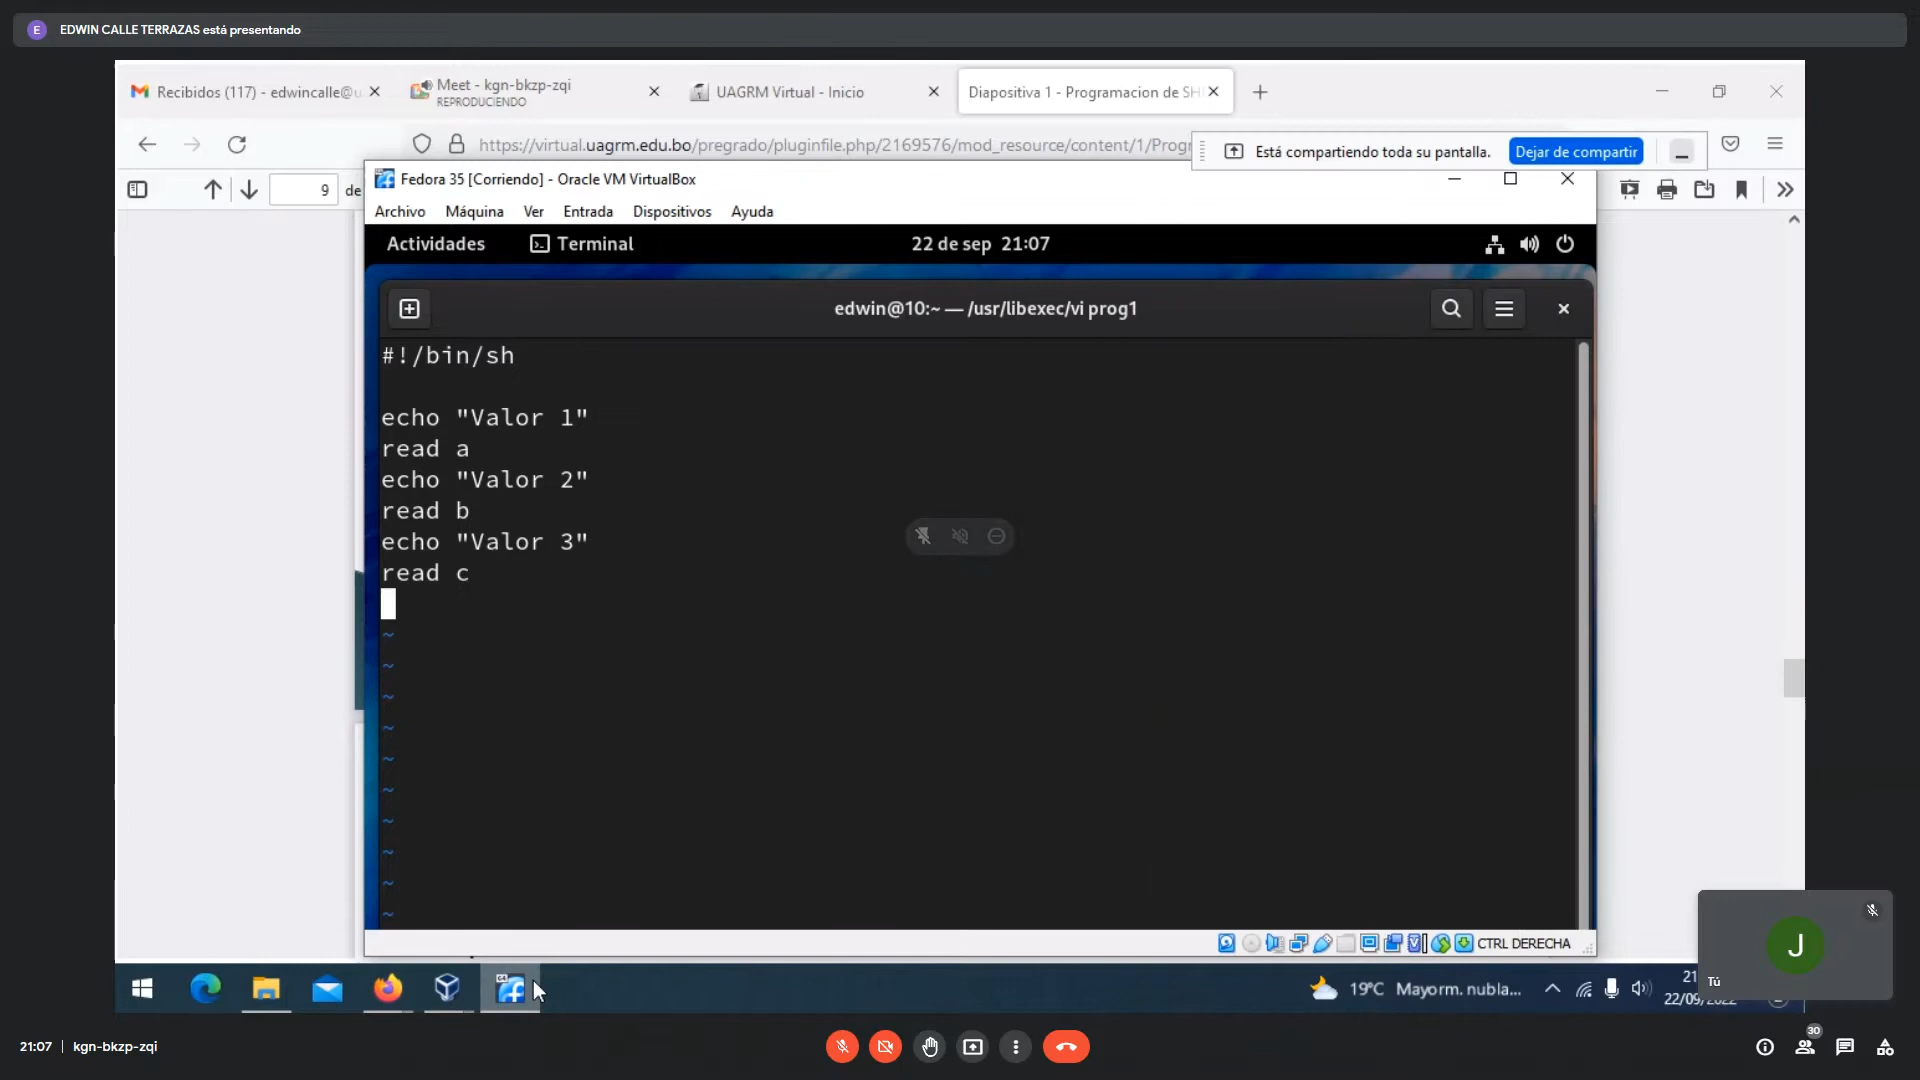 E EDWIN CALLE TERRAZAS está presentando
Recibidos (117) - edwincalle@u
Meet - kgn-bkzp-zqi
REPRODUCIENDO
UAGRM Virtual - Inicio
Diapositiva 1 - Programacion de SH
https://virtual.uagrm.edu.bo/pregrado/pluginfile.php/2169576/mod_resource/content/1/Progr
Está compartiendo toda su pantalla.
Dejar de compartir
9 de
Fedora 35 [Corriendo] - Oracle VM VirtualBox
Archivo Máquina Ver Entrada Dispositivos Ayuda
Actividades Terminal 22 de sep 21:07
edwin@10:~ — /usr/libexec/vi prog1
#!/bin/sh
echo "Valor 1"
read a
echo "Valor 2"
read b
echo "Valor 3"
read c
~
~
~
~
~
~
~
~
~
~
CTRL DERECHA
J
Tú
19°C Mayorm. nubla...
21
22/09/2022
21:07 | kgn-bkzp-zqi
30